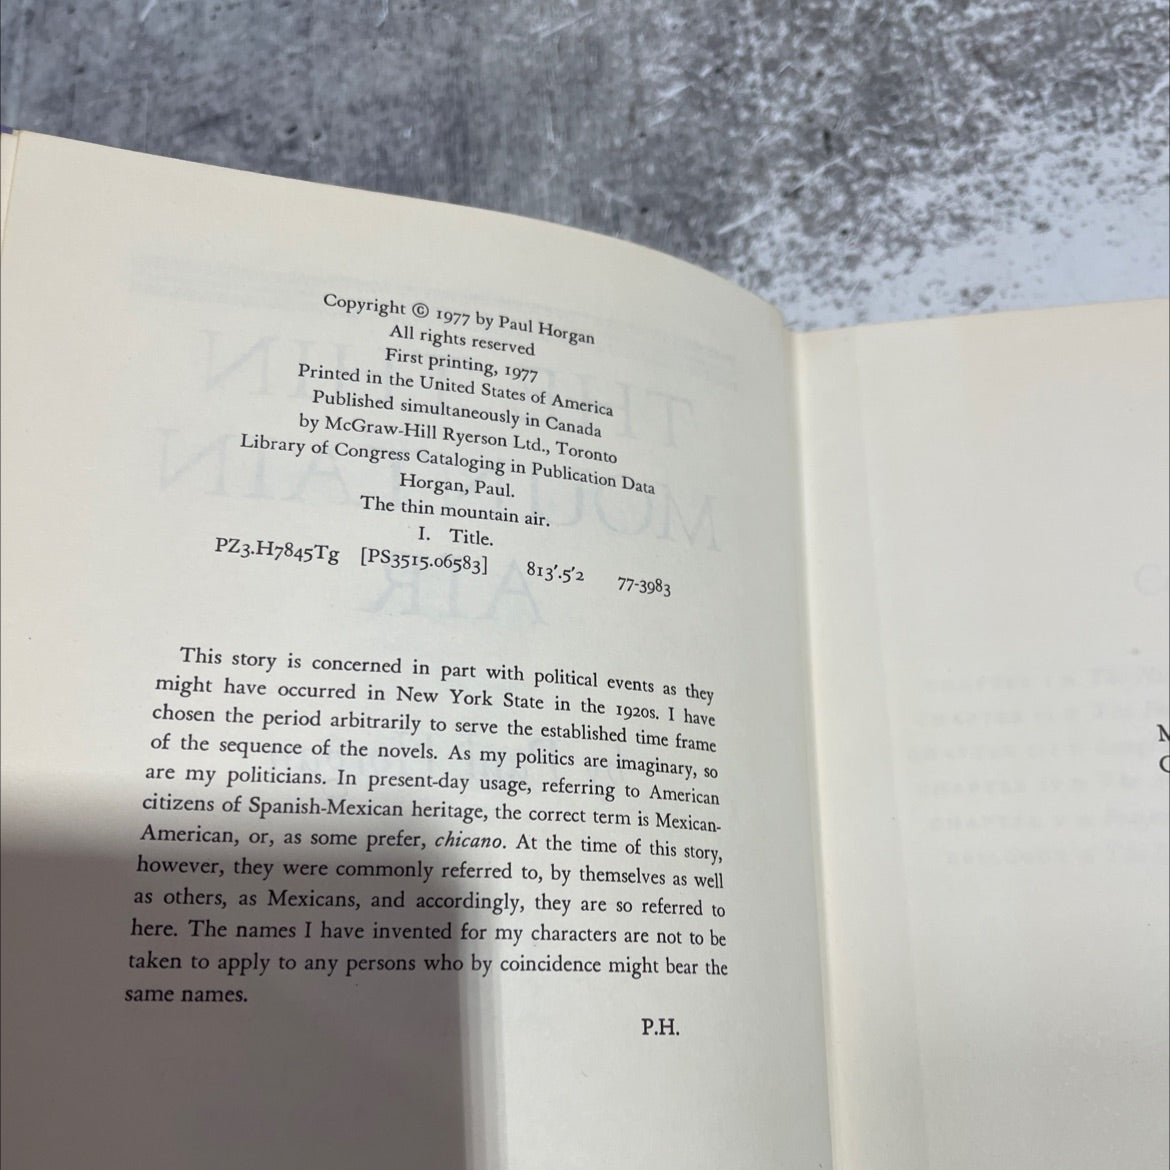 Copyright © 1977 by Paul Horgan
All rights reserved
First printing, 1977
Printed in the United States of America
Published simultaneously in Canada
by McGraw-Hill Ryerson Ltd., Toronto
Library of Congress Cataloging in Publication Data
Horgan, Paul.
The thin mountain air.
I. Title.
PZ3.H7845Tg [PS3515.06583] 813'.5'2 77-3983
This story is concerned in part with political events as they
might have occurred in New York State in the 1920s. I have
chosen the period arbitrarily to serve the established time frame
of the sequence of the novels. As my politics are imaginary, so
are my politicians. In present-day usage, referring to American
citizens of Spanish-Mexican heritage, the correct term is Mexican-
American, or, as some prefer, chicano. At the time of this story,
however, they were commonly referred to, by themselves as well
as others, as Mexicans, and accordingly, they are so referred to
here. The names I have invented for my characters are not to be
taken to apply to any persons who by coincidence might bear the
same names.
P.H.